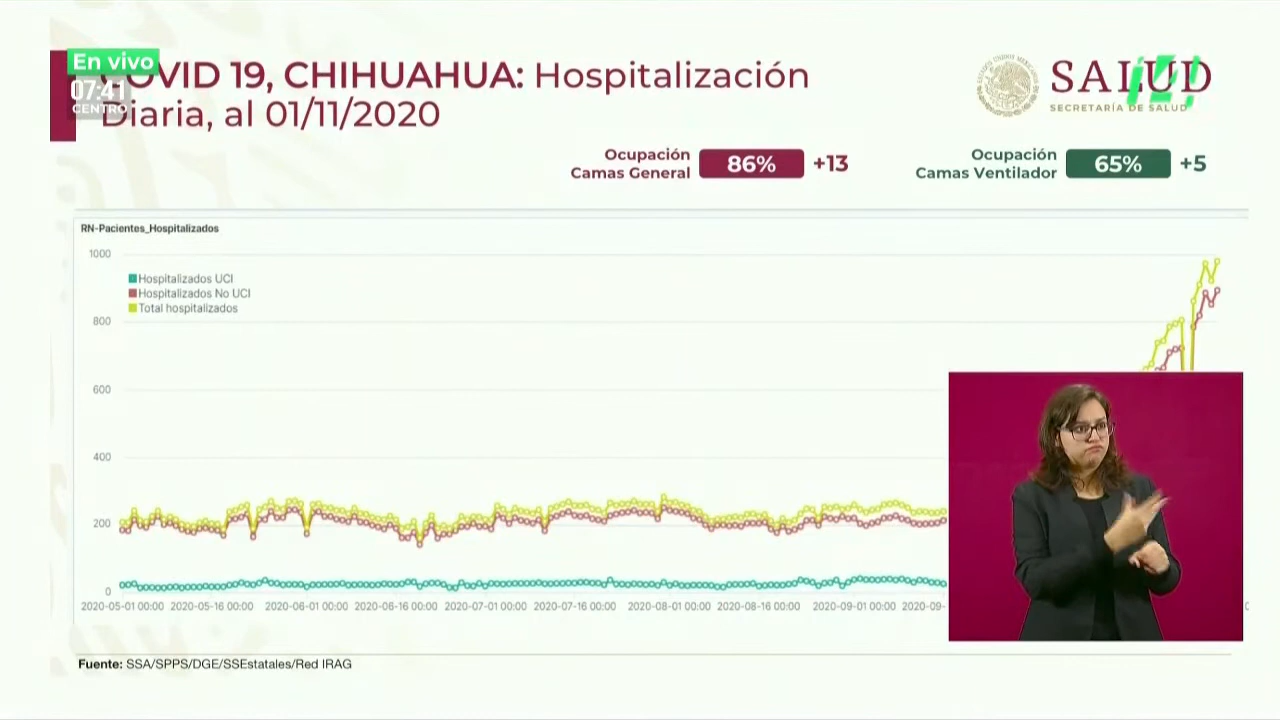 En vivo
07:41
CENTRO
COVID 19, CHIHUAHUA: Hospitalización
Diaria, al 01/11/2020
SALUD
SECRETARÍA DE SALUD
Ocupación
Camas General
86%
+13
Ocupación
Camas Ventilador
65%
+5
RN-Pacientes_Hospitalizados
1000
Hospitalizados UCI
Hospitalizados No UCI
Total hospitalizados
800
600
400
200
0
2020-05-01 00:00 2020-05-16 00:00 2020-06-01 00:00 2020-06-16 00:00 2020-07-01 00:00 2020-07-16 00:00 2020-08-01 00:00 2020-08-16 00:00 2020-09-01 00:00 2020-09-
Fuente: SSA/SPPS/DGE/SSEstatales/Red IRAG